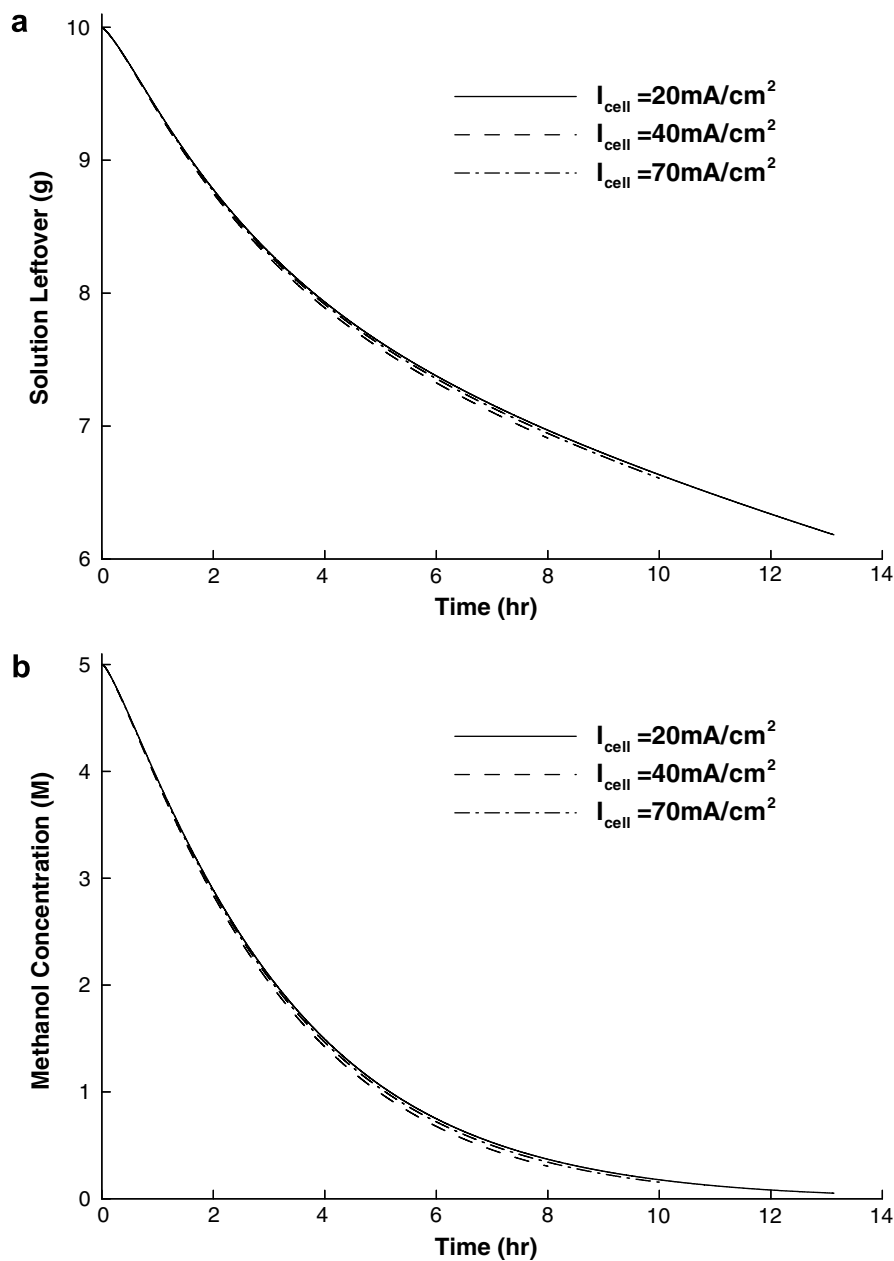 a
10
9
8
7
6
Solution Leftover (g)
I_cell =20mA/cm²
I_cell =40mA/cm²
I_cell =70mA/cm²
0 2 4 6 8 10 12 14
Time (hr)
b
5
4
3
2
1
0
Methanol Concentration (M)
I_cell =20mA/cm²
I_cell =40mA/cm²
I_cell =70mA/cm²
0 2 4 6 8 10 12 14
Time (hr)